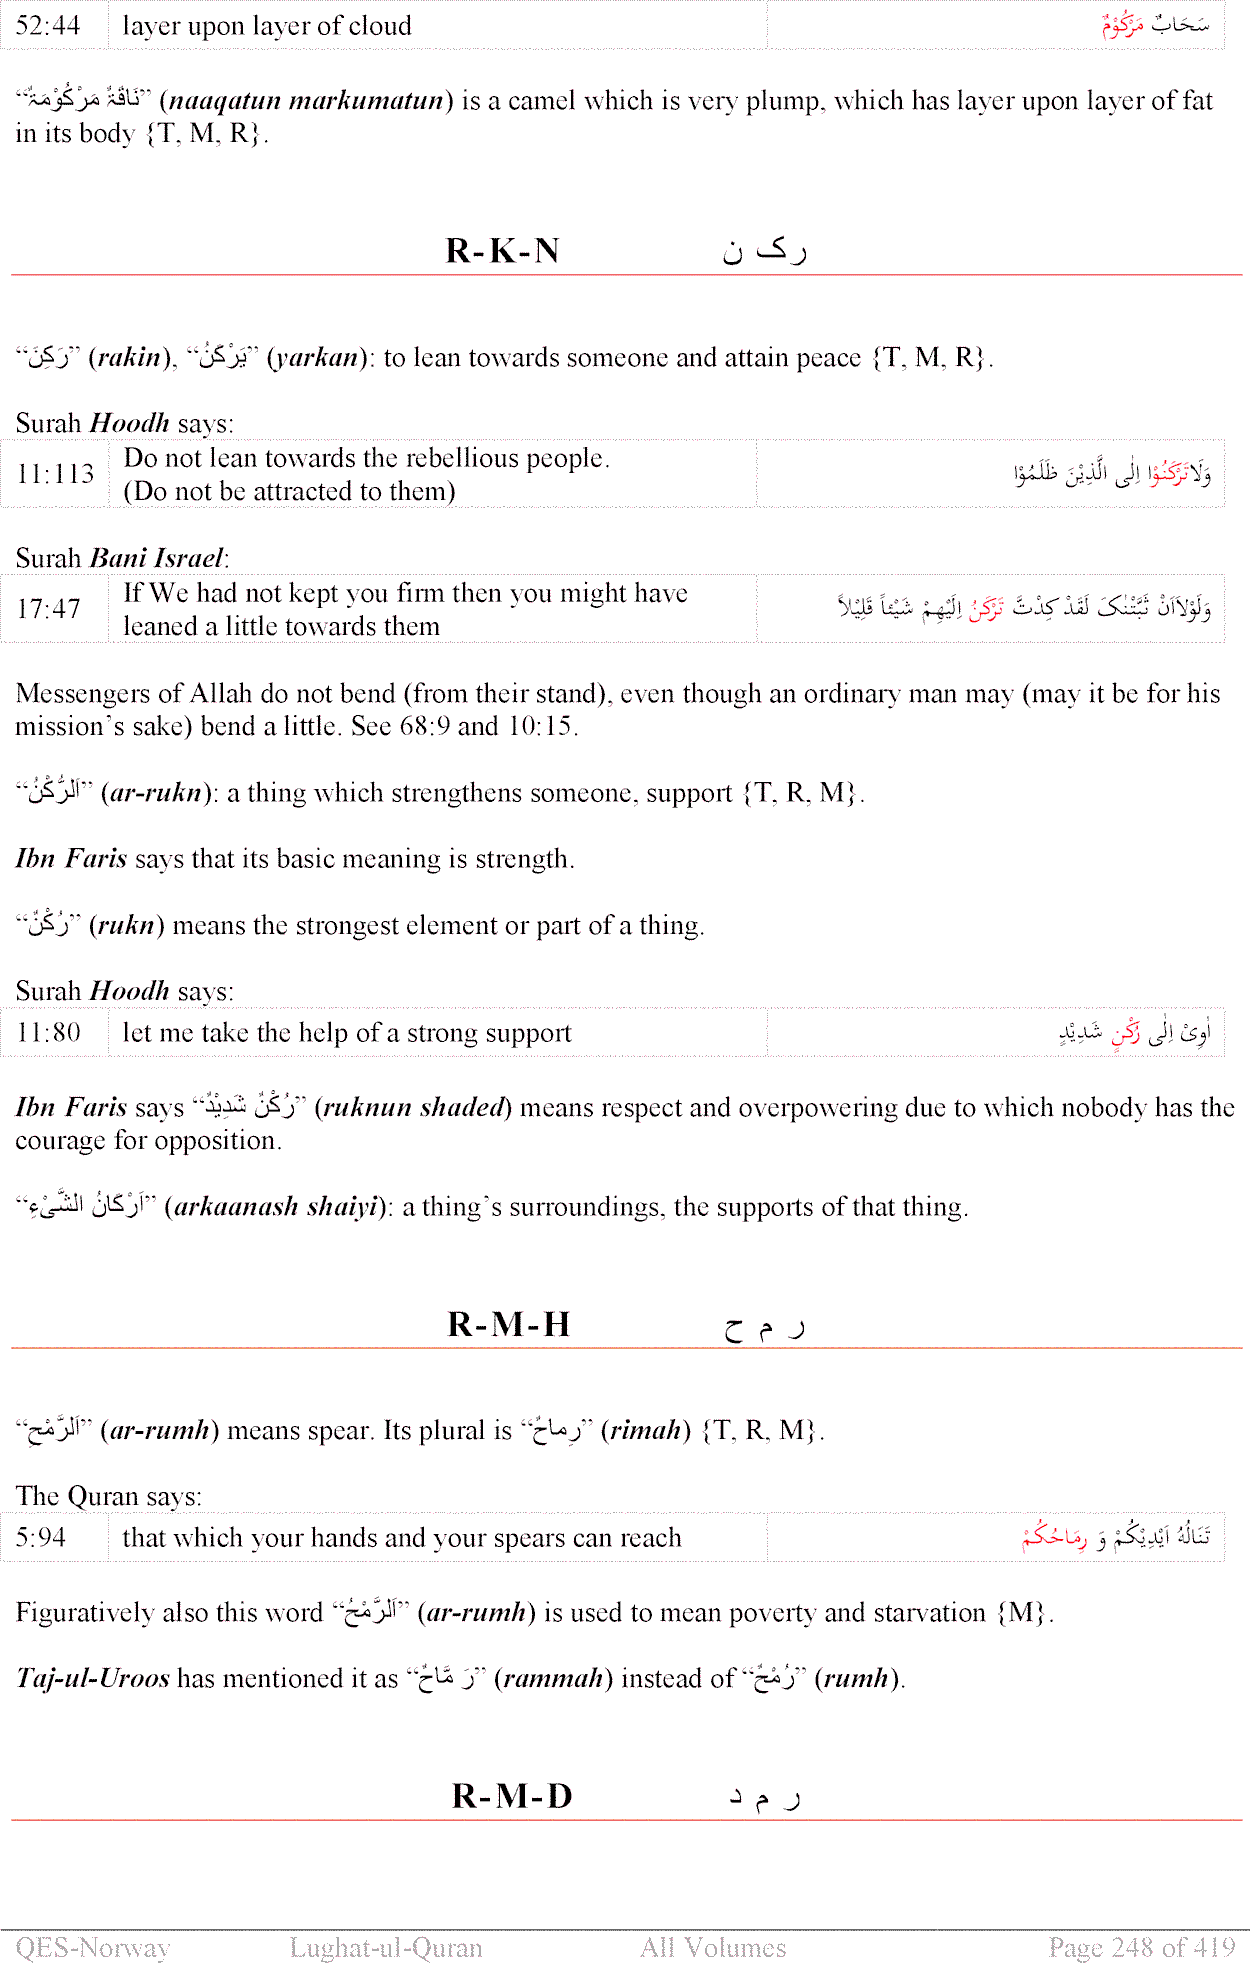 52:44 layer upon layer of cloud سَحَابٌ مَرْكُوْمٌ
“نَاقَةٌ مَرْكُوْمَةٌ” (naaqatun markumatun) is a camel which is very plump, which has layer upon layer of fat
in its body {T, M, R}.
R-K-N ر ک ن
“رَكِنَ” (rakin), “يَرْكَنُ” (yarkan): to lean towards someone and attain peace {T, M, R}.
Surah Hoodh says:
11:113 Do not lean towards the rebellious people. وَلَاتَرْكَنُوْا اِلٰى الَّذِيْنَ ظَلَمُوْا
(Do not be attracted to them)
Surah Bani Israel:
17:47 If We had not kept you firm then you might have وَلَوْلَااَنْ ثَبَّتْنٰکَ لَقَدْ كِدْتَّ تَرْكَنُ اِلَيْهِمْ شَيْئاً قَلِيْلاً
leaned a little towards them
Messengers of Allah do not bend (from their stand), even though an ordinary man may (may it be for his
mission’s sake) bend a little. See 68:9 and 10:15.
“اَلرُّكْنُ” (ar-rukn): a thing which strengthens someone, support {T, R, M}.
Ibn Faris says that its basic meaning is strength.
“رُكْنٌ” (rukn) means the strongest element or part of a thing.
Surah Hoodh says:
11:80 let me take the help of a strong support اٰوِىْ اِلٰى رُكْنٍ شَدِيْدٍ
Ibn Faris says “رُكْنٌ شَدِيْدٌ” (ruknun shaded) means respect and overpowering due to which nobody has the
courage for opposition.
“اَرْكَانُ الشَّىْءِ” (arkaanash shaiyi): a thing’s surroundings, the supports of that thing.
R-M-H ر م ح
“اَلرَّمْحِ” (ar-rumh) means spear. Its plural is “رِماحٌ” (rimah) {T, R, M}.
The Quran says:
5:94 that which your hands and your spears can reach تَنَالُهُ اَيْدِيْكُمْ وَ رِمَاحُكُمْ
Figuratively also this word “اَلرَّمْحُ” (ar-rumh) is used to mean poverty and starvation {M}.
Taj-ul-Uroos has mentioned it as “رَ مَّاحٌ” (rammah) instead of “رُمْحٌ” (rumh).
R-M-D ر م د
QES-Norway Lughat-ul-Quran All Volumes Page 248 of 419